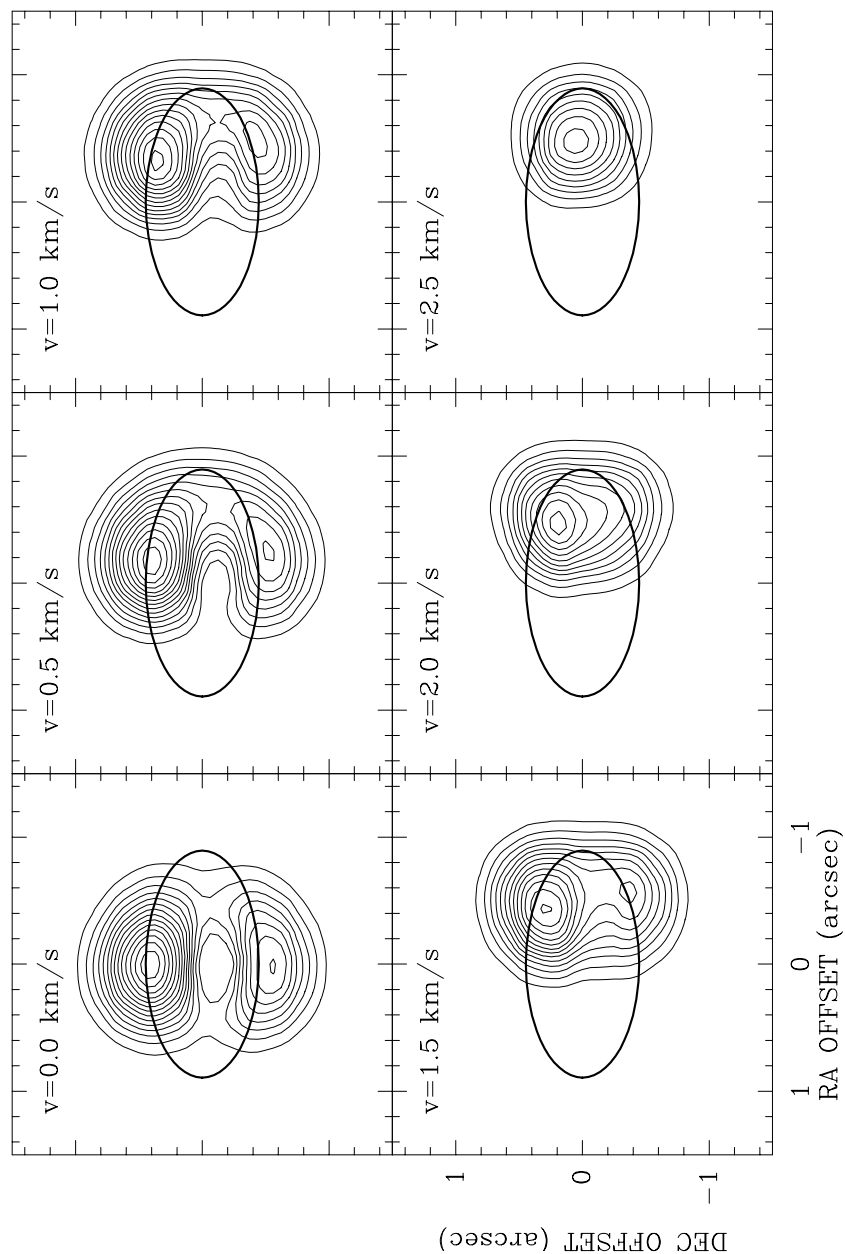 v=0.0 km/s
v=0.5 km/s
v=1.0 km/s
v=1.5 km/s
v=2.0 km/s
v=2.5 km/s
1
0
−1
DEC OFFSET (arcsec)
1
0
−1
RA OFFSET (arcsec)